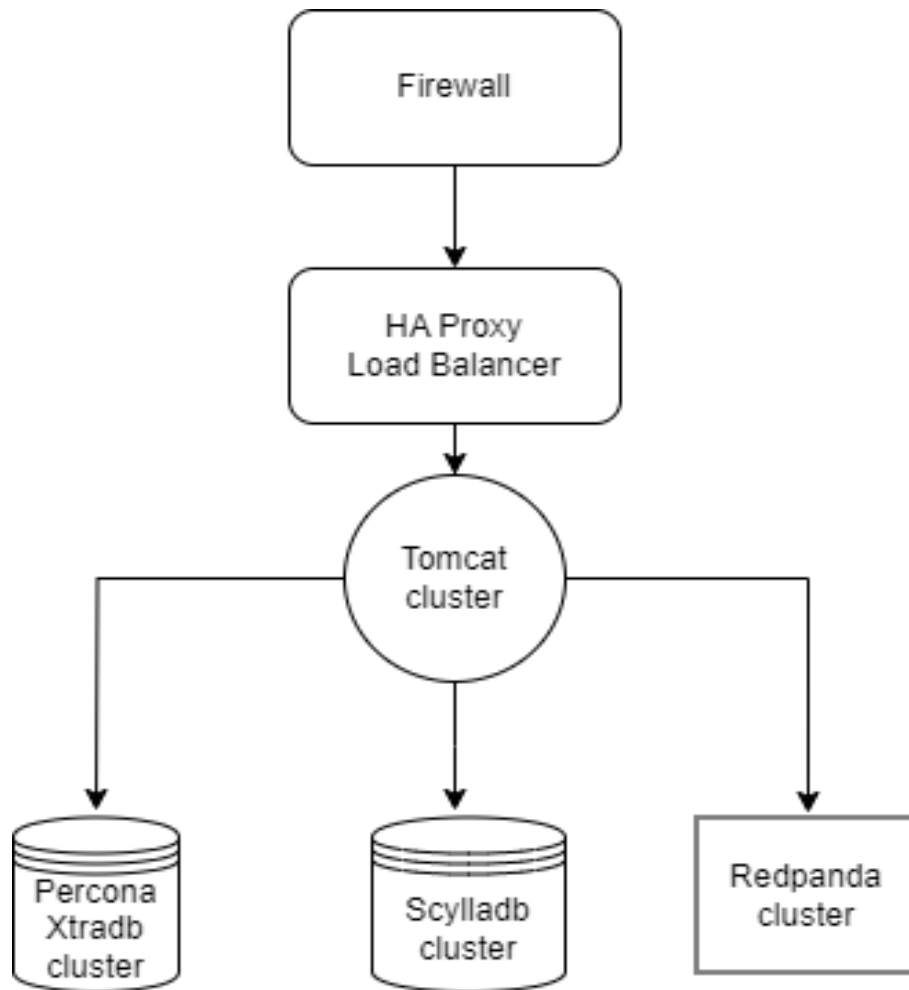 Firewall
HA Proxy
Load Balancer
Tomcat
cluster
Percona
Xtradb
cluster
Scylladb
cluster
Redpanda
cluster